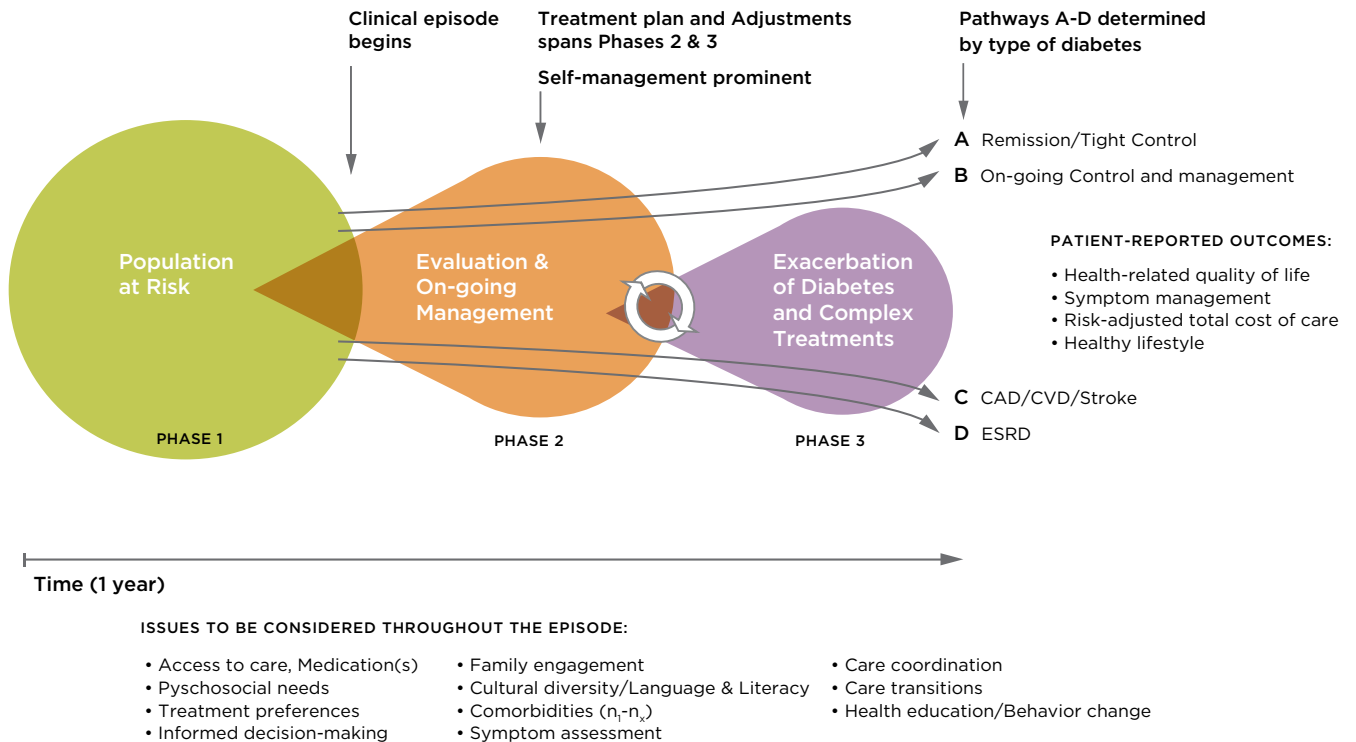 Clinical episode
begins
Treatment plan and Adjustments
spans Phases 2 & 3
Self-management prominent
Pathways A-D determined
by type of diabetes
A Remission/Tight Control
B On-going Control and management
Population
at Risk
Evaluation &
On-going
Management
Exacerbation
of Diabetes
and Complex
Treatments
PATIENT-REPORTED OUTCOMES:
• Health-related quality of life
• Symptom management
• Risk-adjusted total cost of care
• Healthy lifestyle
C CAD/CVD/Stroke
D ESRD
PHASE 1
PHASE 2
PHASE 3
Time (1 year)
ISSUES TO BE CONSIDERED THROUGHOUT THE EPISODE:
• Access to care, Medication(s)
• Pyschosocial needs
• Treatment preferences
• Informed decision-making
• Family engagement
• Cultural diversity/Language & Literacy
• Comorbidities (n₁-nₓ)
• Symptom assessment
• Care coordination
• Care transitions
• Health education/Behavior change